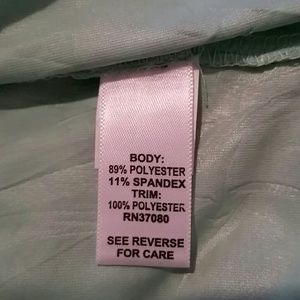 BODY:
89% POLYESTER
11% SPANDEX
TRIM:
100% POLYESTER
RN37080
SEE REVERSE
FOR CARE